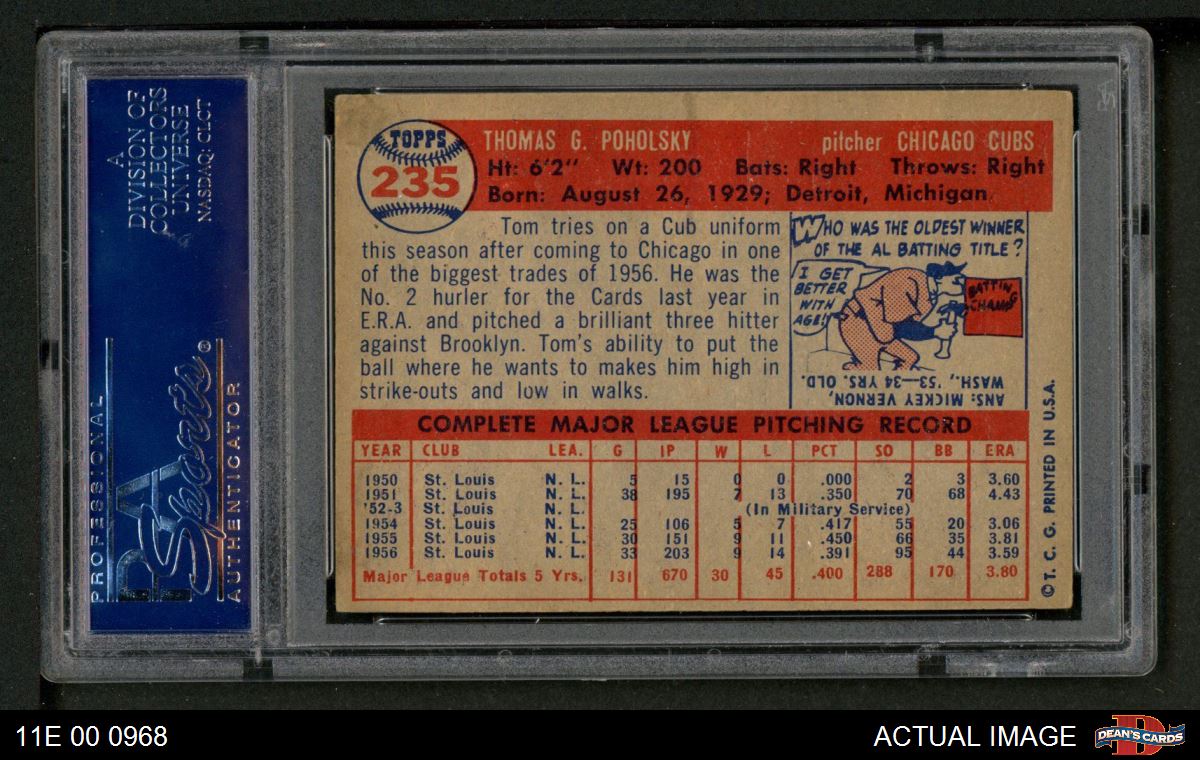 A
DIVISION OF
COLLECTORS
UNIVERSE
NASDAQ: CLCT
PROFESSIONAL
PSA
Sports®
AUTHENTICATOR
TOPPS
235
THOMAS G. POHOLSKY pitcher CHICAGO CUBS
Ht: 6'2" Wt: 200 Bats: Right Throws: Right
Born: August 26, 1929; Detroit, Michigan
Tom tries on a Cub uniform
this season after coming to Chicago in one
of the biggest trades of 1956. He was the
No. 2 hurler for the Cards last year in
E.R.A. and pitched a brilliant three hitter
against Brooklyn. Tom's ability to put the
ball where he wants to makes him high in
strike-outs and low in walks.
WHO WAS THE OLDEST WINNER
OF THE AL BATTING TITLE?
I GET
BETTER
WITH
AGE!!
BATTING
CHAMP
ANS: MICKEY VERNON,
WASH., '53—34 YRS. OLD.
COMPLETE MAJOR LEAGUE PITCHING RECORD
YEAR CLUB LEA. G IP W L PCT SO BB ERA
1950 St. Louis N. L. 5 15 0 0 .000 2 3 3.60
1951 St. Louis N. L. 38 195 7 13 .350 70 68 4.43
'52-3 St. Louis N. L. (In Military Service)
1954 St. Louis N. L. 25 106 5 7 .417 55 20 3.06
1955 St. Louis N. L. 30 151 9 11 .450 66 35 3.81
1956 St. Louis N. L. 33 203 9 14 .391 95 44 3.59
Major League Totals 5 Yrs. 131 670 30 45 .400 288 170 3.80
© T. C. G. PRINTED IN U.S.A.
11E 00 0968
ACTUAL IMAGE
D
DEAN'S CARDS